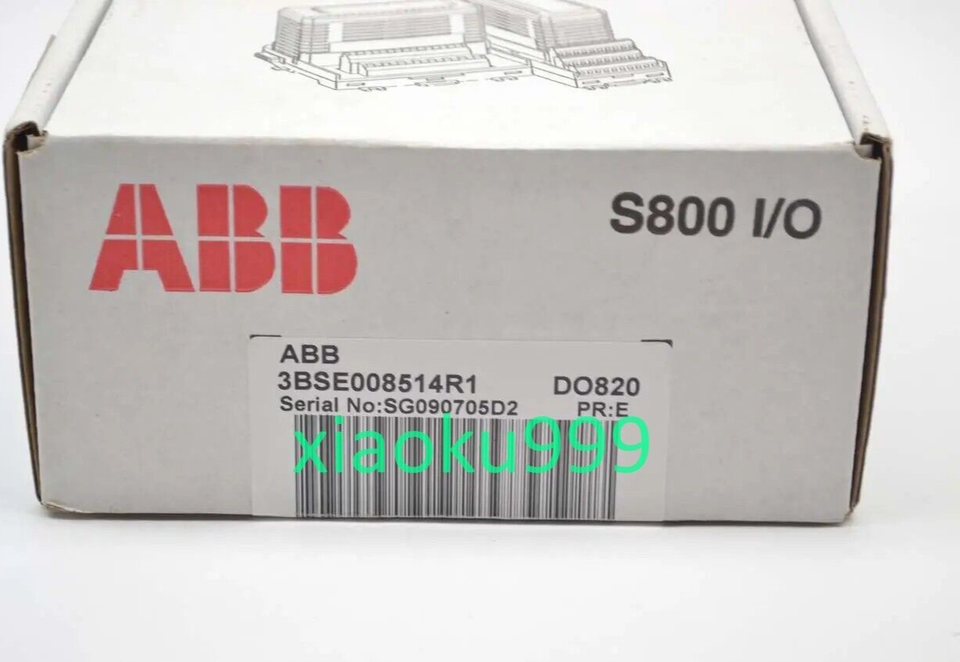 ABB
S800 I/O
ABB
3BSE008514R1 DO820
Serial No:SG090705D2 PR:E
xiaoku999